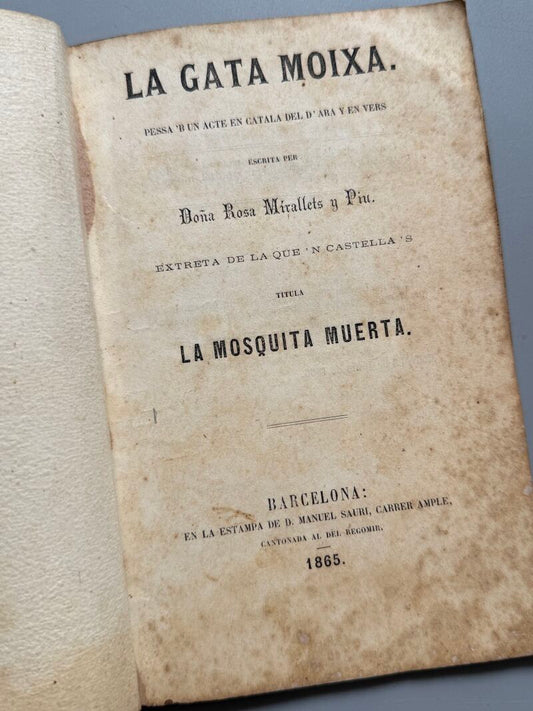 LA GATA MOIXA.
PESSA 'B UN ACTE EN CATALA DEL D' ARA Y EN VERS
ESCRITA PER
Doña Rosa Mirallets y Piu.
EXTRETA DE LA QUE 'N CASTELLA 'S
TITULA
LA MOSQUITA MUERTA.
BARCELONA:
EN LA ESTAMPA DE D. MANUEL SAURI, CARRER AMPLE,
CANTONADA AL DEL REGOMIR.
1865.